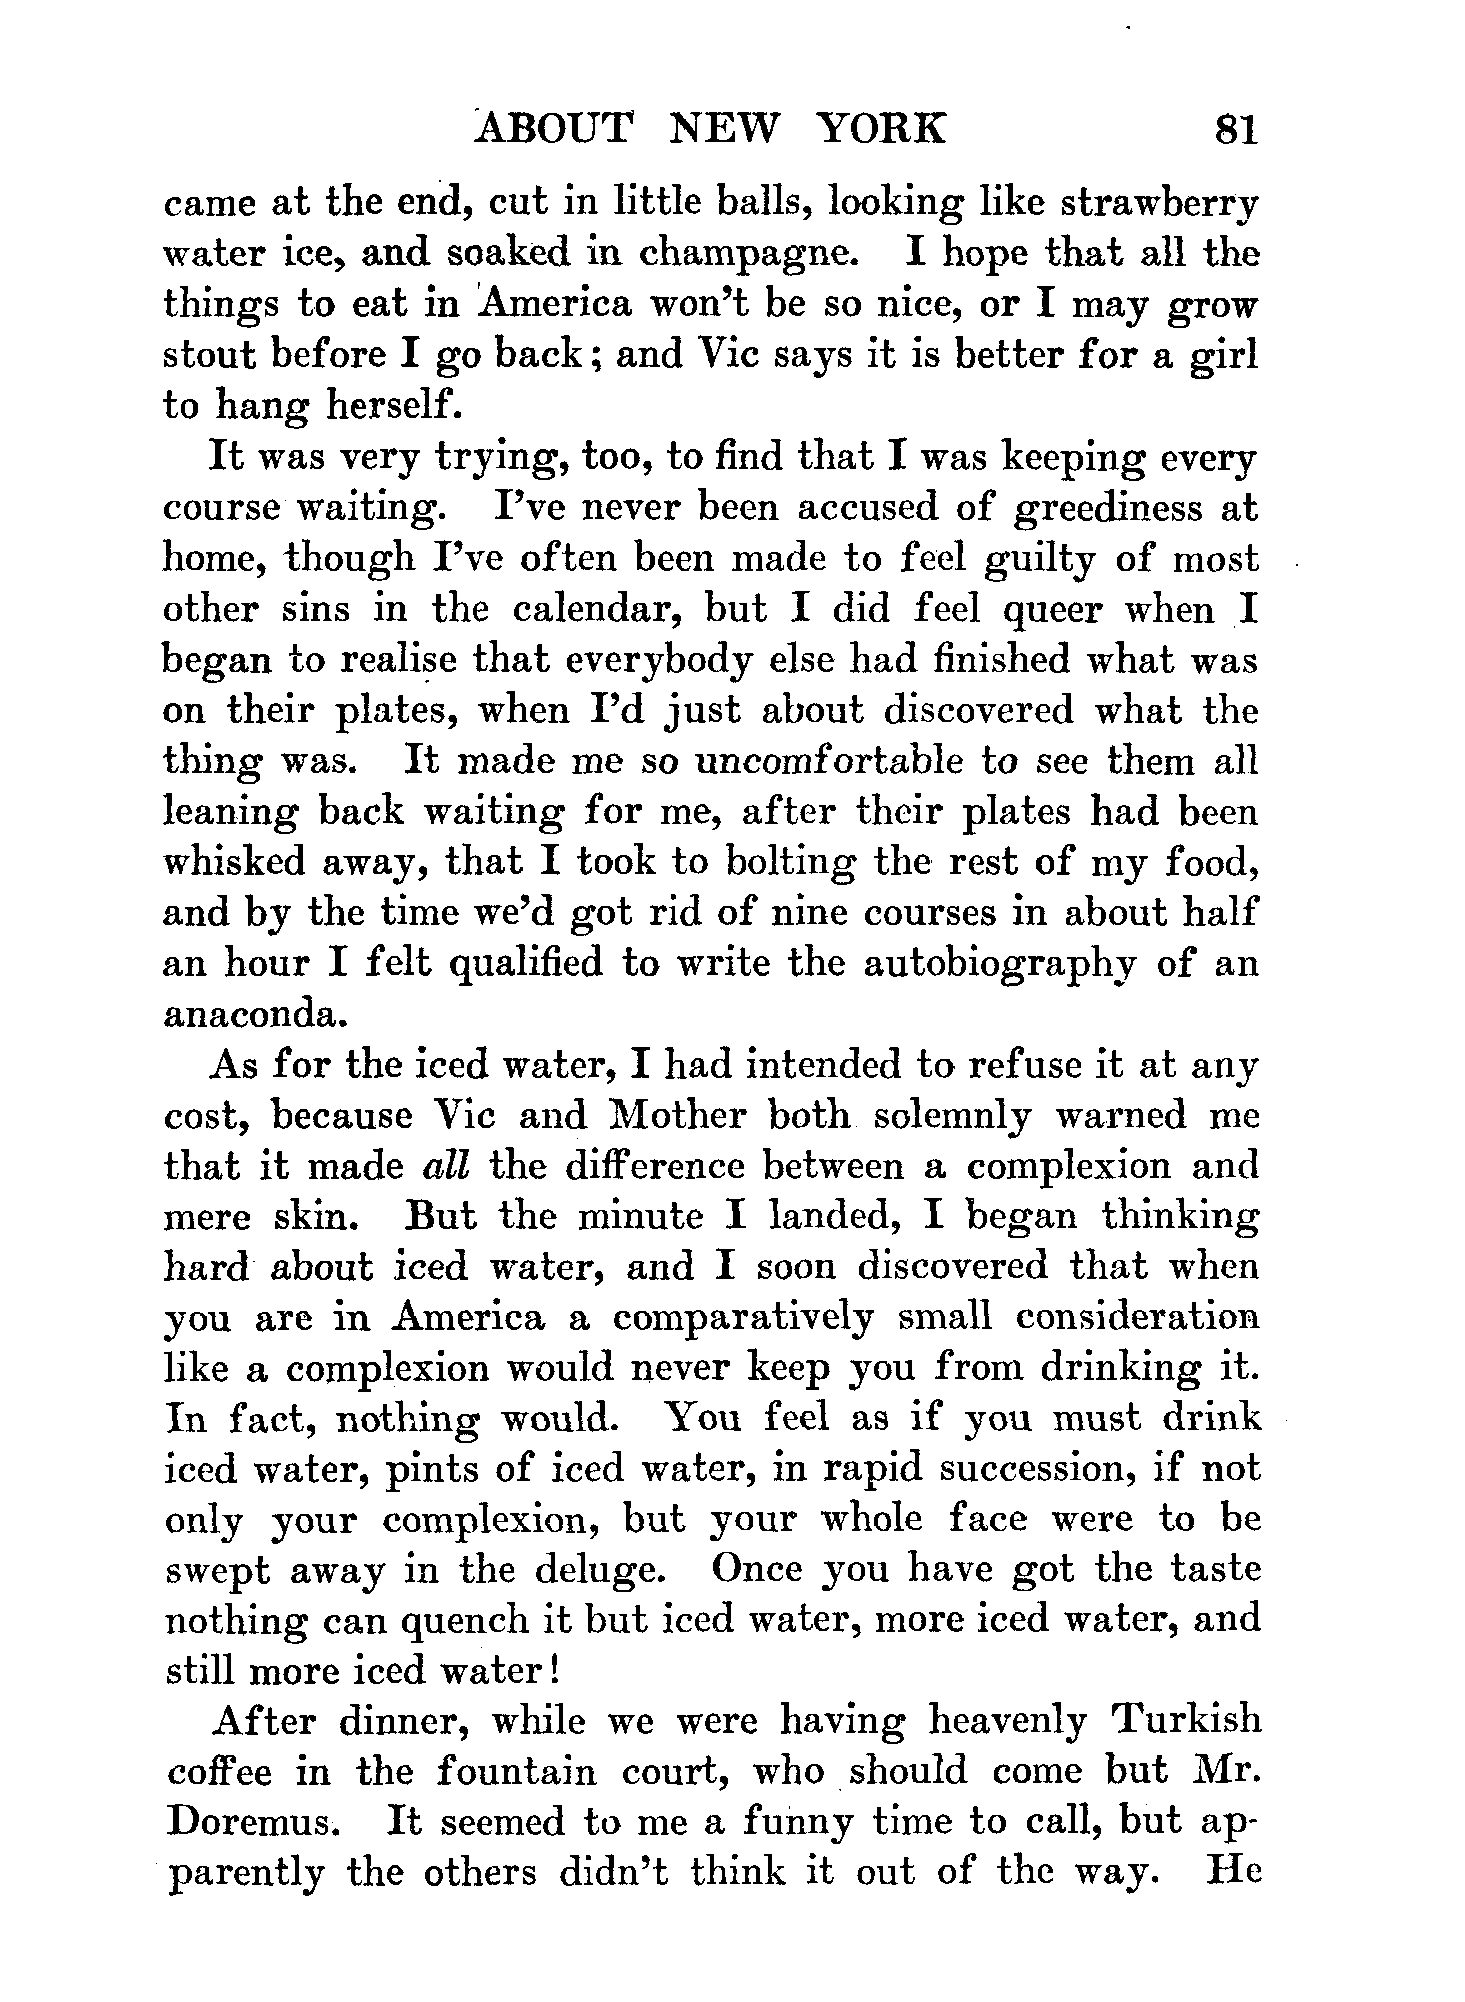 ABOUT NEW YORK 81
came at the end, cut in little balls, looking like strawberry
water ice, and soaked in champagne. I hope that all the
things to eat in America won't be so nice, or I may grow
stout before I go back; and Vic says it is better for a girl
to hang herself.
It was very trying, too, to find that I was keeping every
course waiting. I've never been accused of greediness at
home, though I've often been made to feel guilty of most
other sins in the calendar, but I did feel queer when I
began to realise that everybody else had finished what was
on their plates, when I'd just about discovered what the
thing was. It made me so uncomfortable to see them all
leaning back waiting for me, after their plates had been
whisked away, that I took to bolting the rest of my food,
and by the time we'd got rid of nine courses in about half
an hour I felt qualified to write the autobiography of an
anaconda.
As for the iced water, I had intended to refuse it at any
cost, because Vic and Mother both solemnly warned me
that it made all the difference between a complexion and
mere skin. But the minute I landed, I began thinking
hard about iced water, and I soon discovered that when
you are in America a comparatively small consideration
like a complexion would never keep you from drinking it.
In fact, nothing would. You feel as if you must drink
iced water, pints of iced water, in rapid succession, if not
only your complexion, but your whole face were to be
swept away in the deluge. Once you have got the taste
nothing can quench it but iced water, more iced water, and
still more iced water!
After dinner, while we were having heavenly Turkish
coffee in the fountain court, who should come but Mr.
Doremus. It seemed to me a funny time to call, but ap-
parently the others didn't think it out of the way. He